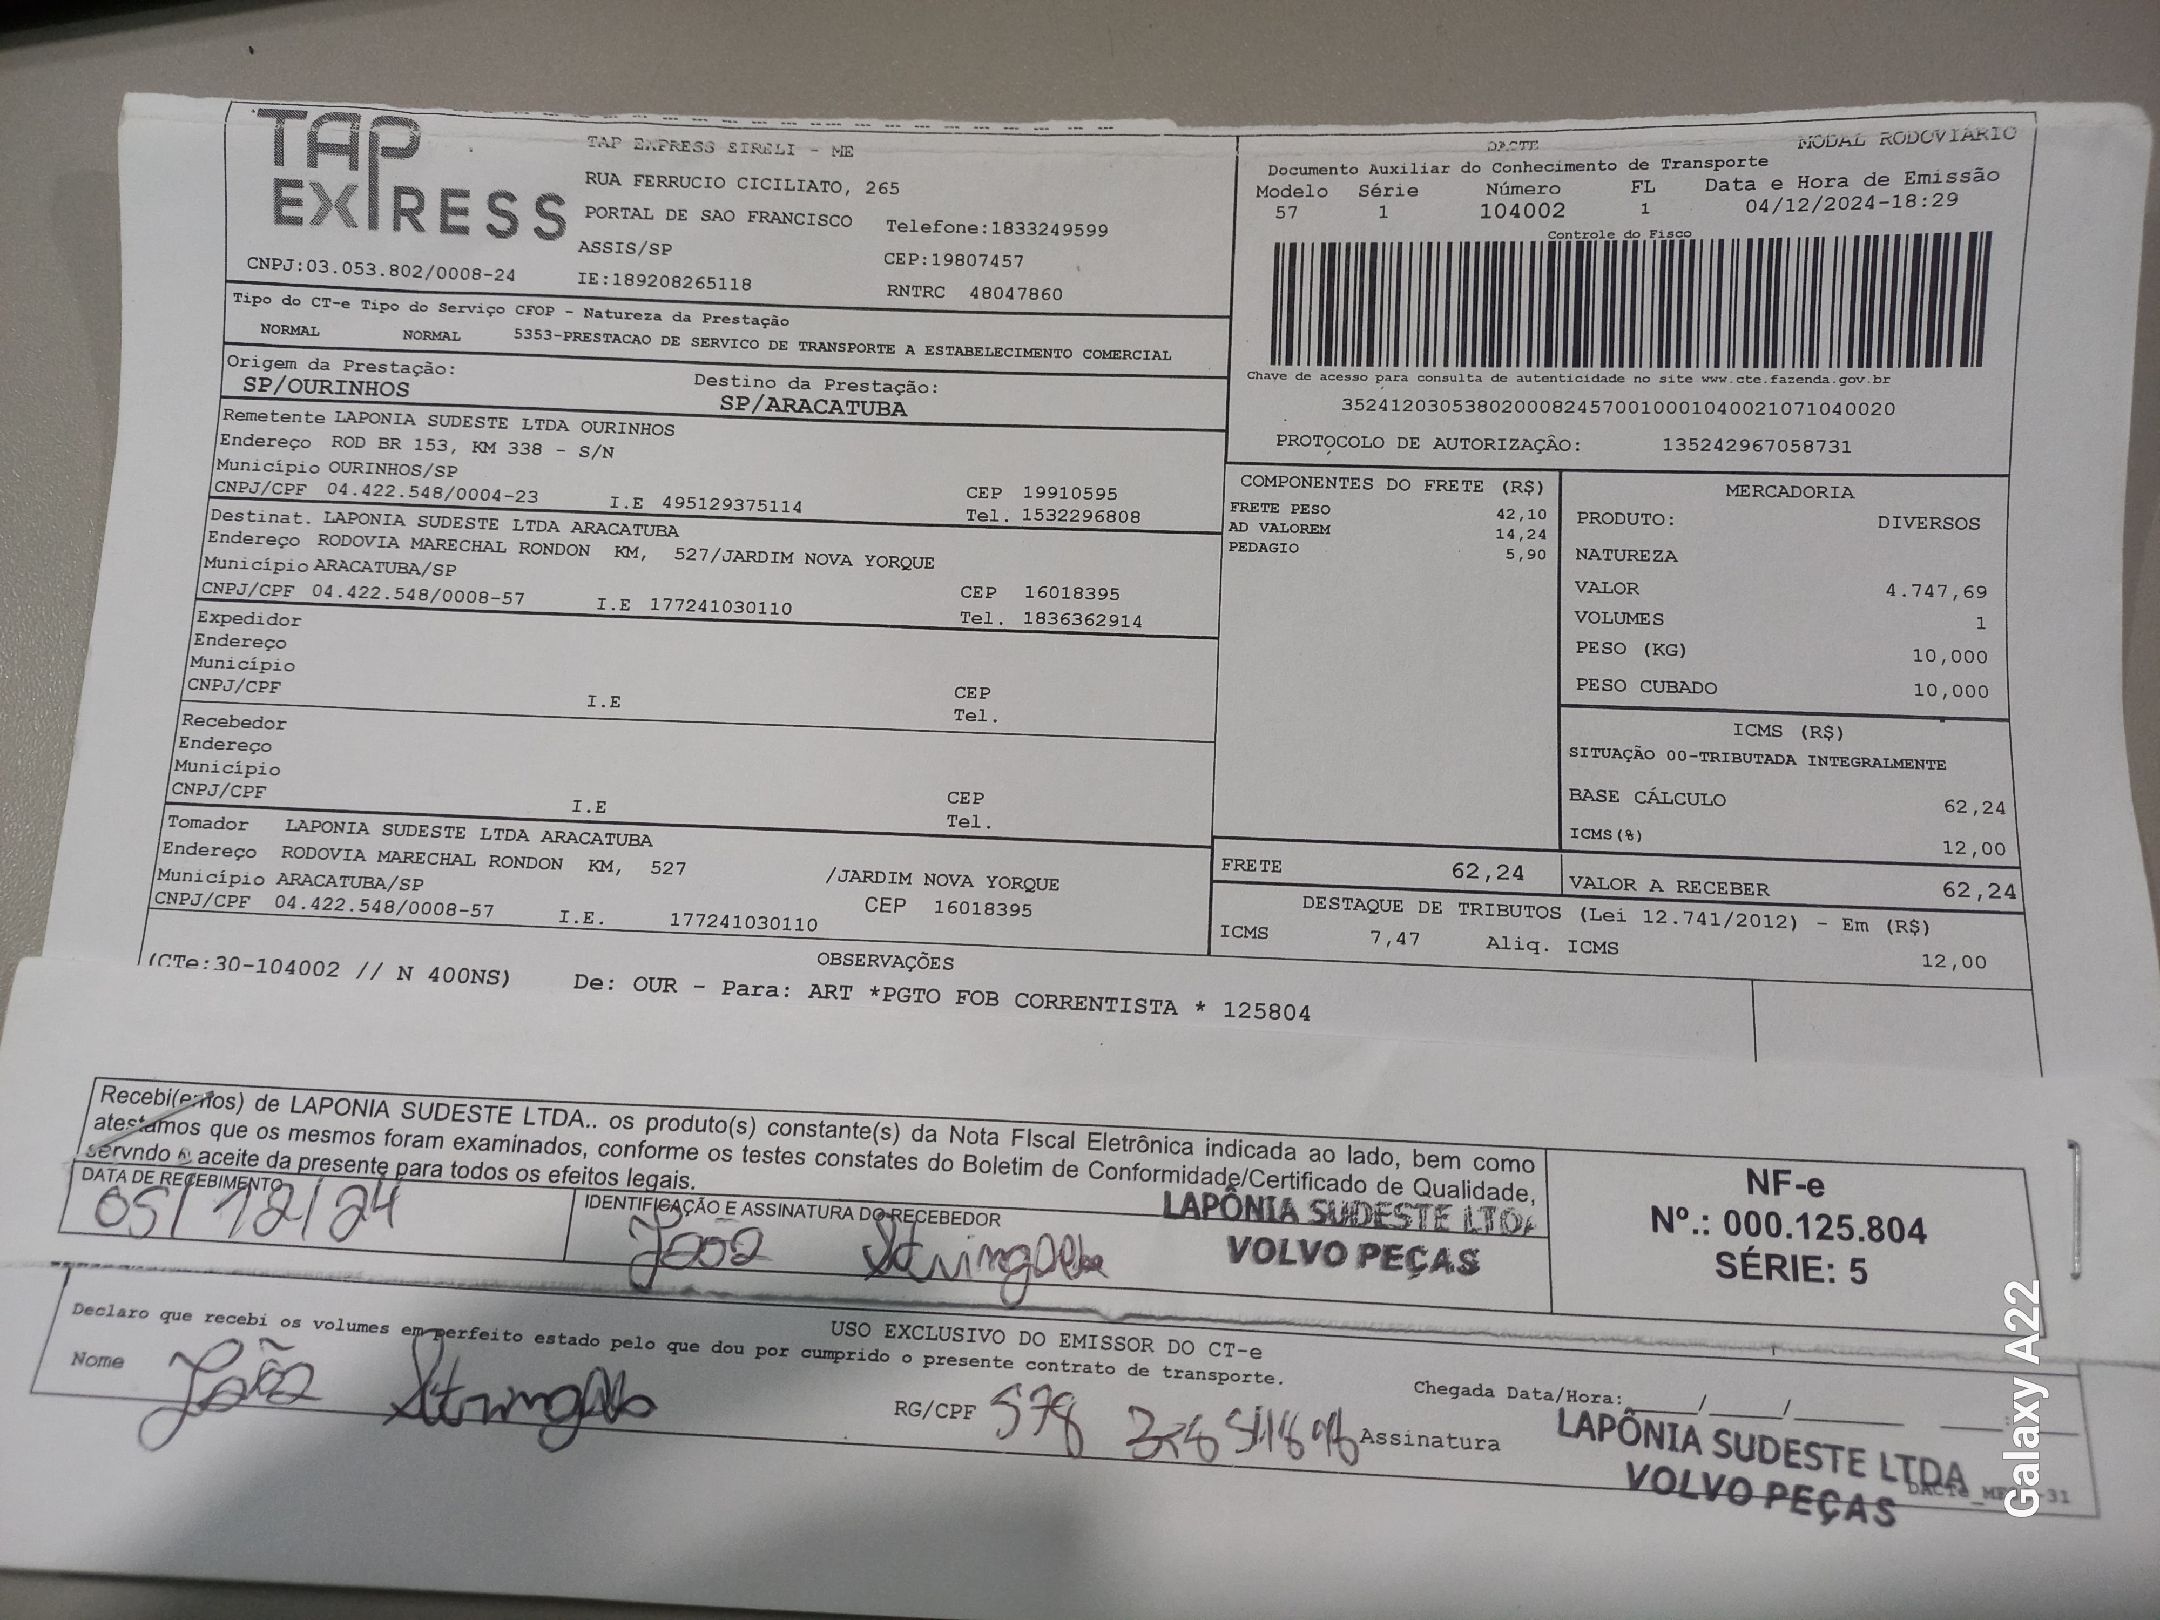 TAP EXPRESS
TAP EXPRESS EIRELI - ME
RUA FERRUCIO CICILIATO, 265
PORTAL DE SAO FRANCISCO Telefone:1833249599
ASSIS/SP CEP:19807457
CNPJ:03.053.802/0008-24 IE:189208265118 RNTRC 48047860
DACTE MODAL RODOVIÁRIO
Documento Auxiliar do Conhecimento de Transporte
Modelo Série Número FL Data e Hora de Emissão
57 1 104002 1 04/12/2024-18:29
Controle do Fisco
Chave de acesso para consulta de autenticidade no site www.cte.fazenda.gov.br
35241203053802000824570010001040021071040020
PROTOCOLO DE AUTORIZAÇÃO: 135242967058731
Tipo do CT-e Tipo do Serviço CFOP - Natureza da Prestação
NORMAL NORMAL 5353-PRESTACAO DE SERVICO DE TRANSPORTE A ESTABELECIMENTO COMERCIAL
Origem da Prestação: Destino da Prestação:
SP/OURINHOS SP/ARACATUBA
Remetente LAPONIA SUDESTE LTDA OURINHOS
Endereço ROD BR 153, KM 338 - S/N
Município OURINHOS/SP CEP 19910595
CNPJ/CPF 04.422.548/0004-23 I.E 495129375114 Tel. 1532296808
Destinat. LAPONIA SUDESTE LTDA ARACATUBA
Endereço RODOVIA MARECHAL RONDON KM, 527/JARDIM NOVA YORQUE
Município ARACATUBA/SP CEP 16018395
CNPJ/CPF 04.422.548/0008-57 I.E 177241030110 Tel. 1836362914
Expedidor
Endereço
Município CEP
CNPJ/CPF I.E Tel.
Recebedor
Endereço
Município CEP
CNPJ/CPF I.E Tel.
Tomador LAPONIA SUDESTE LTDA ARACATUBA
Endereço RODOVIA MARECHAL RONDON KM, 527 /JARDIM NOVA YORQUE
Município ARACATUBA/SP CEP 16018395
CNPJ/CPF 04.422.548/0008-57 I.E. 177241030110
COMPONENTES DO FRETE (R$)
FRETE PESO 42,10
AD VALOREM 14,24
PEDAGIO 5,90
MERCADORIA
PRODUTO: DIVERSOS
NATUREZA
VALOR 4.747,69
VOLUMES 1
PESO (KG) 10,000
PESO CUBADO 10,000
ICMS (R$)
SITUAÇÃO 00-TRIBUTADA INTEGRALMENTE
BASE CÁLCULO 62,24
ICMS(%) 12,00
FRETE 62,24 VALOR A RECEBER 62,24
DESTAQUE DE TRIBUTOS (Lei 12.741/2012) - Em (R$)
ICMS 7,47 Aliq. ICMS 12,00
OBSERVAÇÕES
(CTe:30-104002 // N 400NS) De: OUR - Para: ART *PGTO FOB CORRENTISTA * 125804
Recebi(emos) de LAPONIA SUDESTE LTDA.. os produto(s) constante(s) da Nota FIscal Eletrônica indicada ao lado, bem como
atestamos que os mesmos foram examinados, conforme os testes constates do Boletim de Conformidade/Certificado de Qualidade,
servndo o aceite da presente para todos os efeitos legais.
DATA DE RECEBIMENTO IDENTIFICAÇÃO E ASSINATURA DO RECEBEDOR
05/12/24 João
LAPÔNIA SUDESTE LTDA
VOLVO PEÇAS
NF-e
Nº.: 000.125.804
SÉRIE: 5
USO EXCLUSIVO DO EMISSOR DO CT-e
Declaro que recebi os volumes em perfeito estado pelo que dou por cumprido o presente contrato de transporte.
Nome João RG/CPF 578 Assinatura
Chegada Data/Hora:____/____/______ ____:____
LAPÔNIA SUDESTE LTDA
VOLVO PEÇAS
Galaxy A22